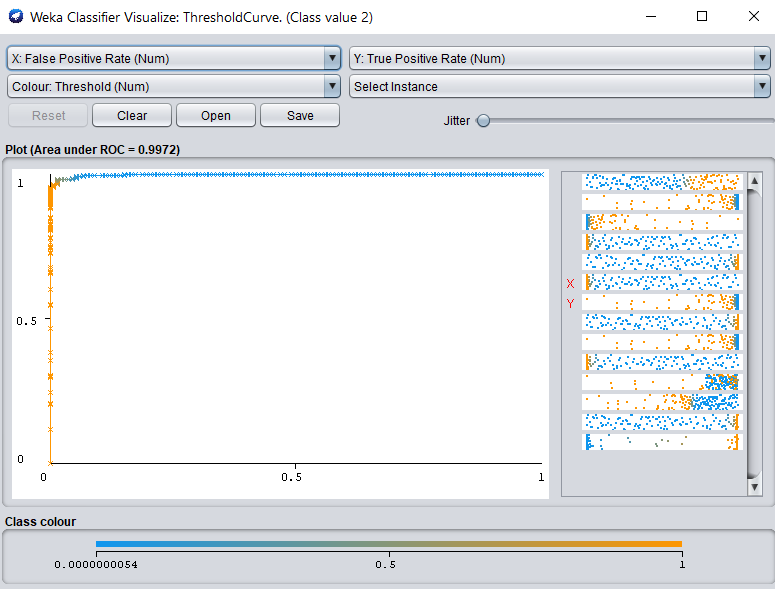 Weka Classifier Visualize: ThresholdCurve. (Class value 2)
X: False Positive Rate (Num) Y: True Positive Rate (Num)
Colour: Threshold (Num) Select Instance
Reset Clear Open Save Jitter
Plot (Area under ROC = 0.9972)
1
X
Y
0.5
0
0 0.5 1
Class colour
0.0000000054 0.5 1